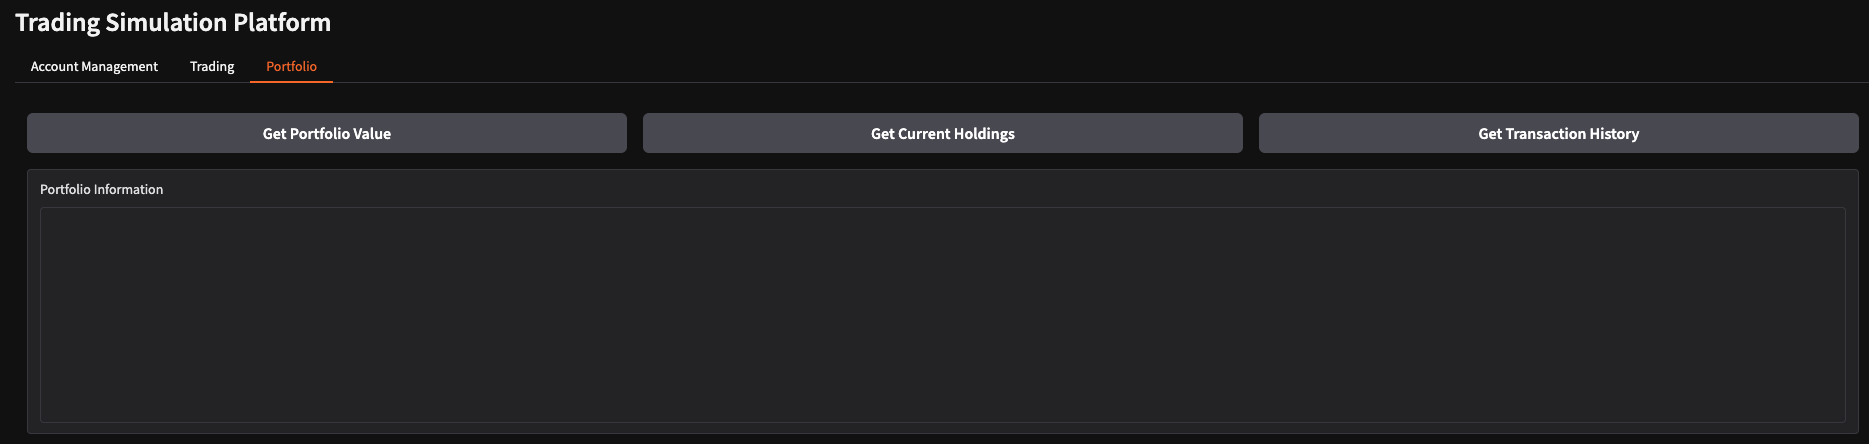 Trading Simulation Platform
Account Management Trading Portfolio
Get Portfolio Value Get Current Holdings Get Transaction History
Portfolio Information